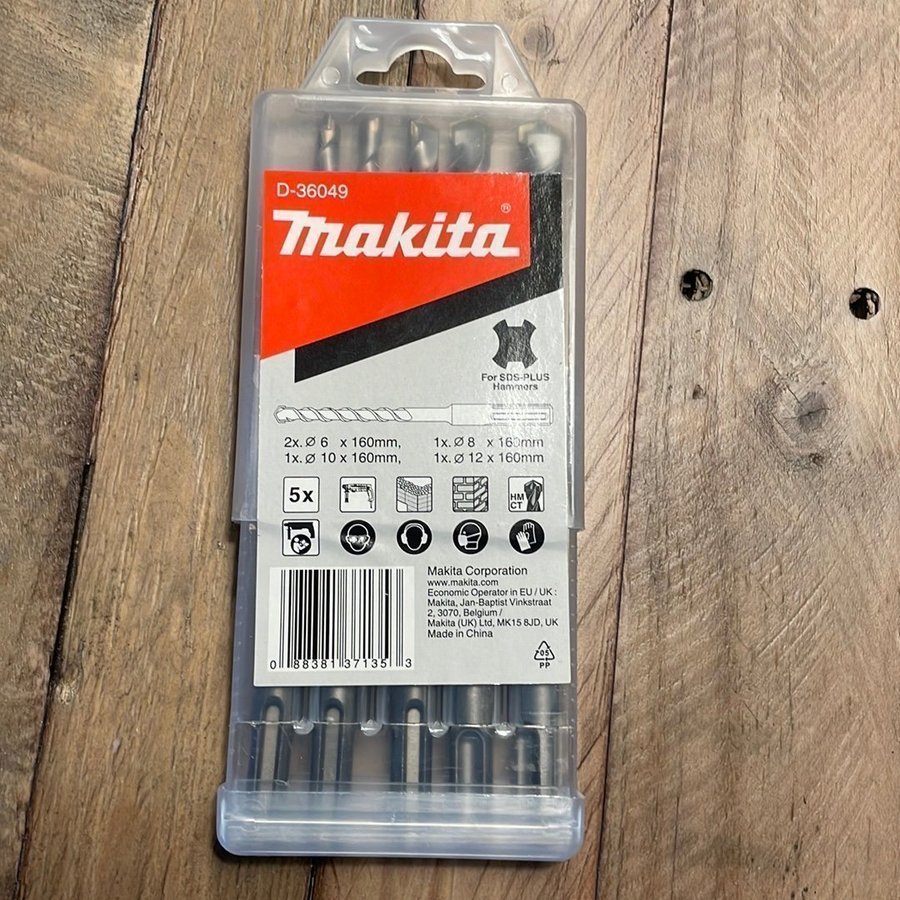 D-36049
makita®
For SDS-PLUS
Hammers
2x. Ø 6 x 160mm, 1x. Ø 8 x 160mm
1x. Ø 10 x 160mm, 1x. Ø 12 x 160mm
5x
HM
CT
Makita Corporation
www.makita.com
Economic Operator in EU / UK :
Makita, Jan-Baptist Vinkstraat
2, 3070, Belgium /
Makita (UK) Ltd, MK15 8JD, UK
Made in China
0 88381 37135 3
05
PP